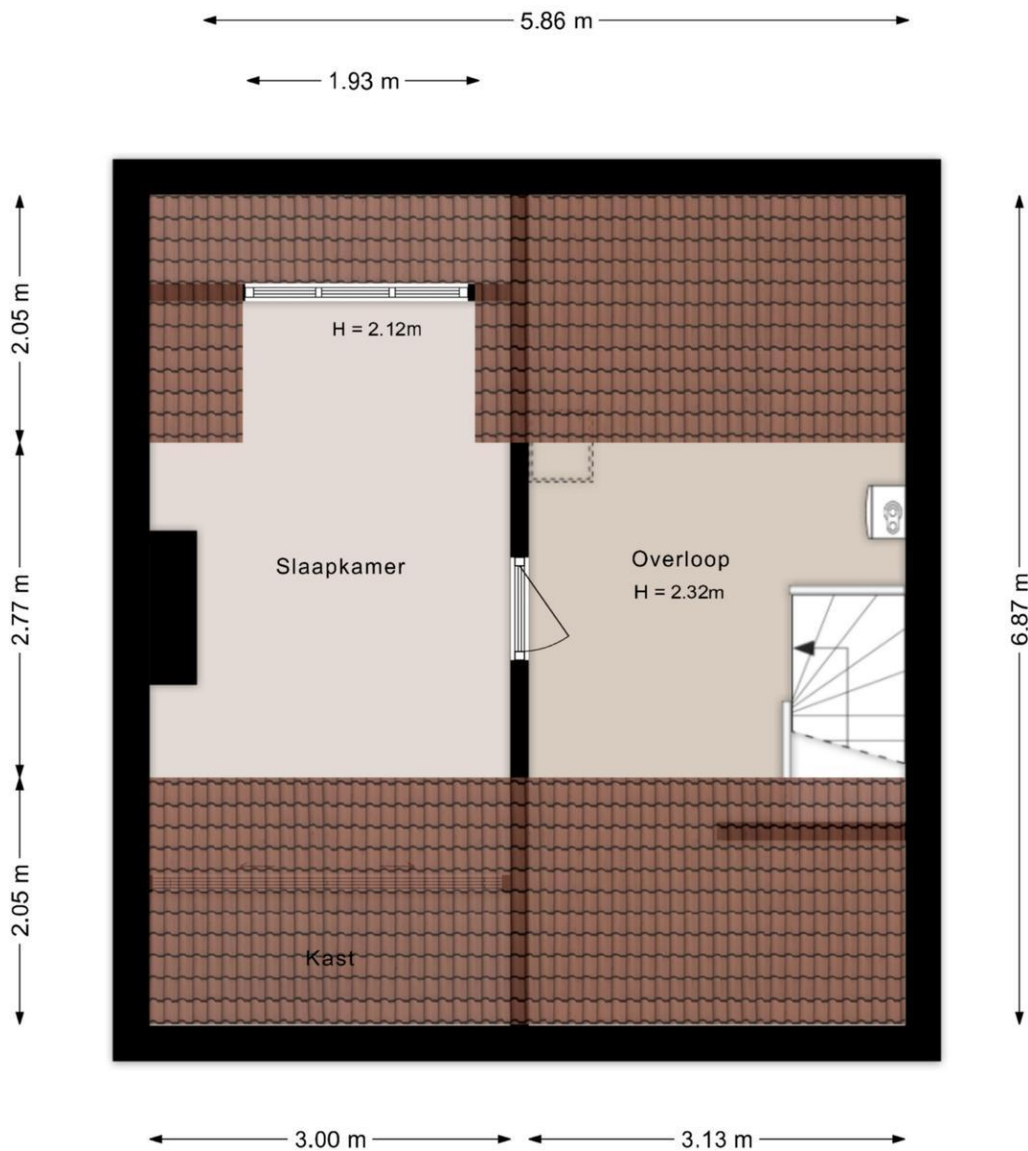 5.86 m
1.93 m
2.05 m
H = 2.12m
2.77 m
Slaapkamer
Overloop
H = 2.32m
6.87 m
2.05 m
Kast
3.00 m
3.13 m